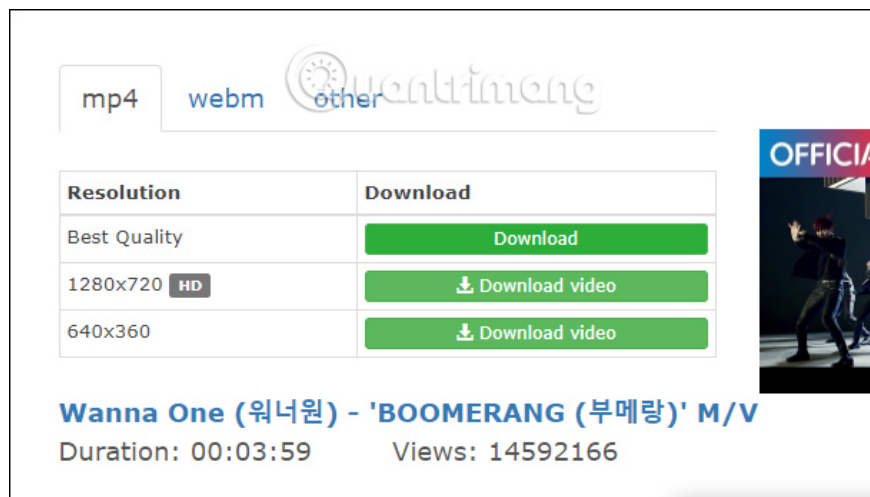 Quantrimang
mp4 webm other
Resolution Download
Best Quality Download
1280x720 HD Download video
640x360 Download video
OFFICIA
Wanna One (워너원) - 'BOOMERANG (부메랑)' M/V
Duration: 00:03:59 Views: 14592166